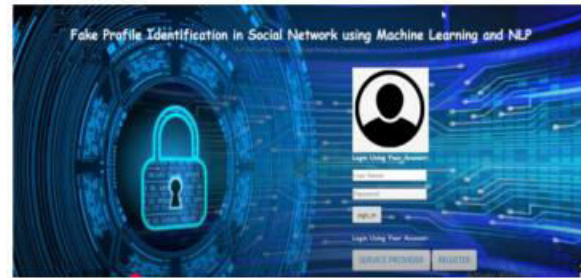 Fake Profile Identification in Social Network using Machine Learning and NLP
Login Using Your Account:
User Name
Password
sign_in
Login Using Your Account:
SERVICE PROVIDER REGISTER